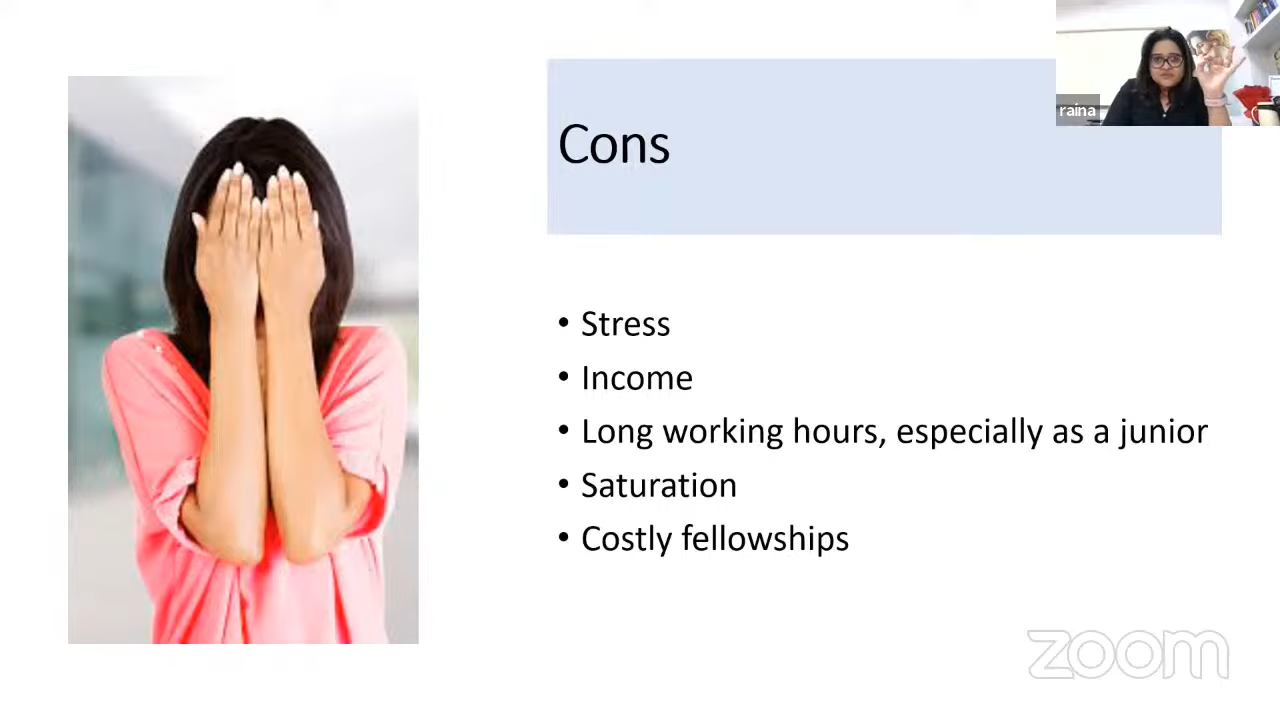 raina
Cons
• Stress
• Income
• Long working hours, especially as a junior
• Saturation
• Costly fellowships
zoom